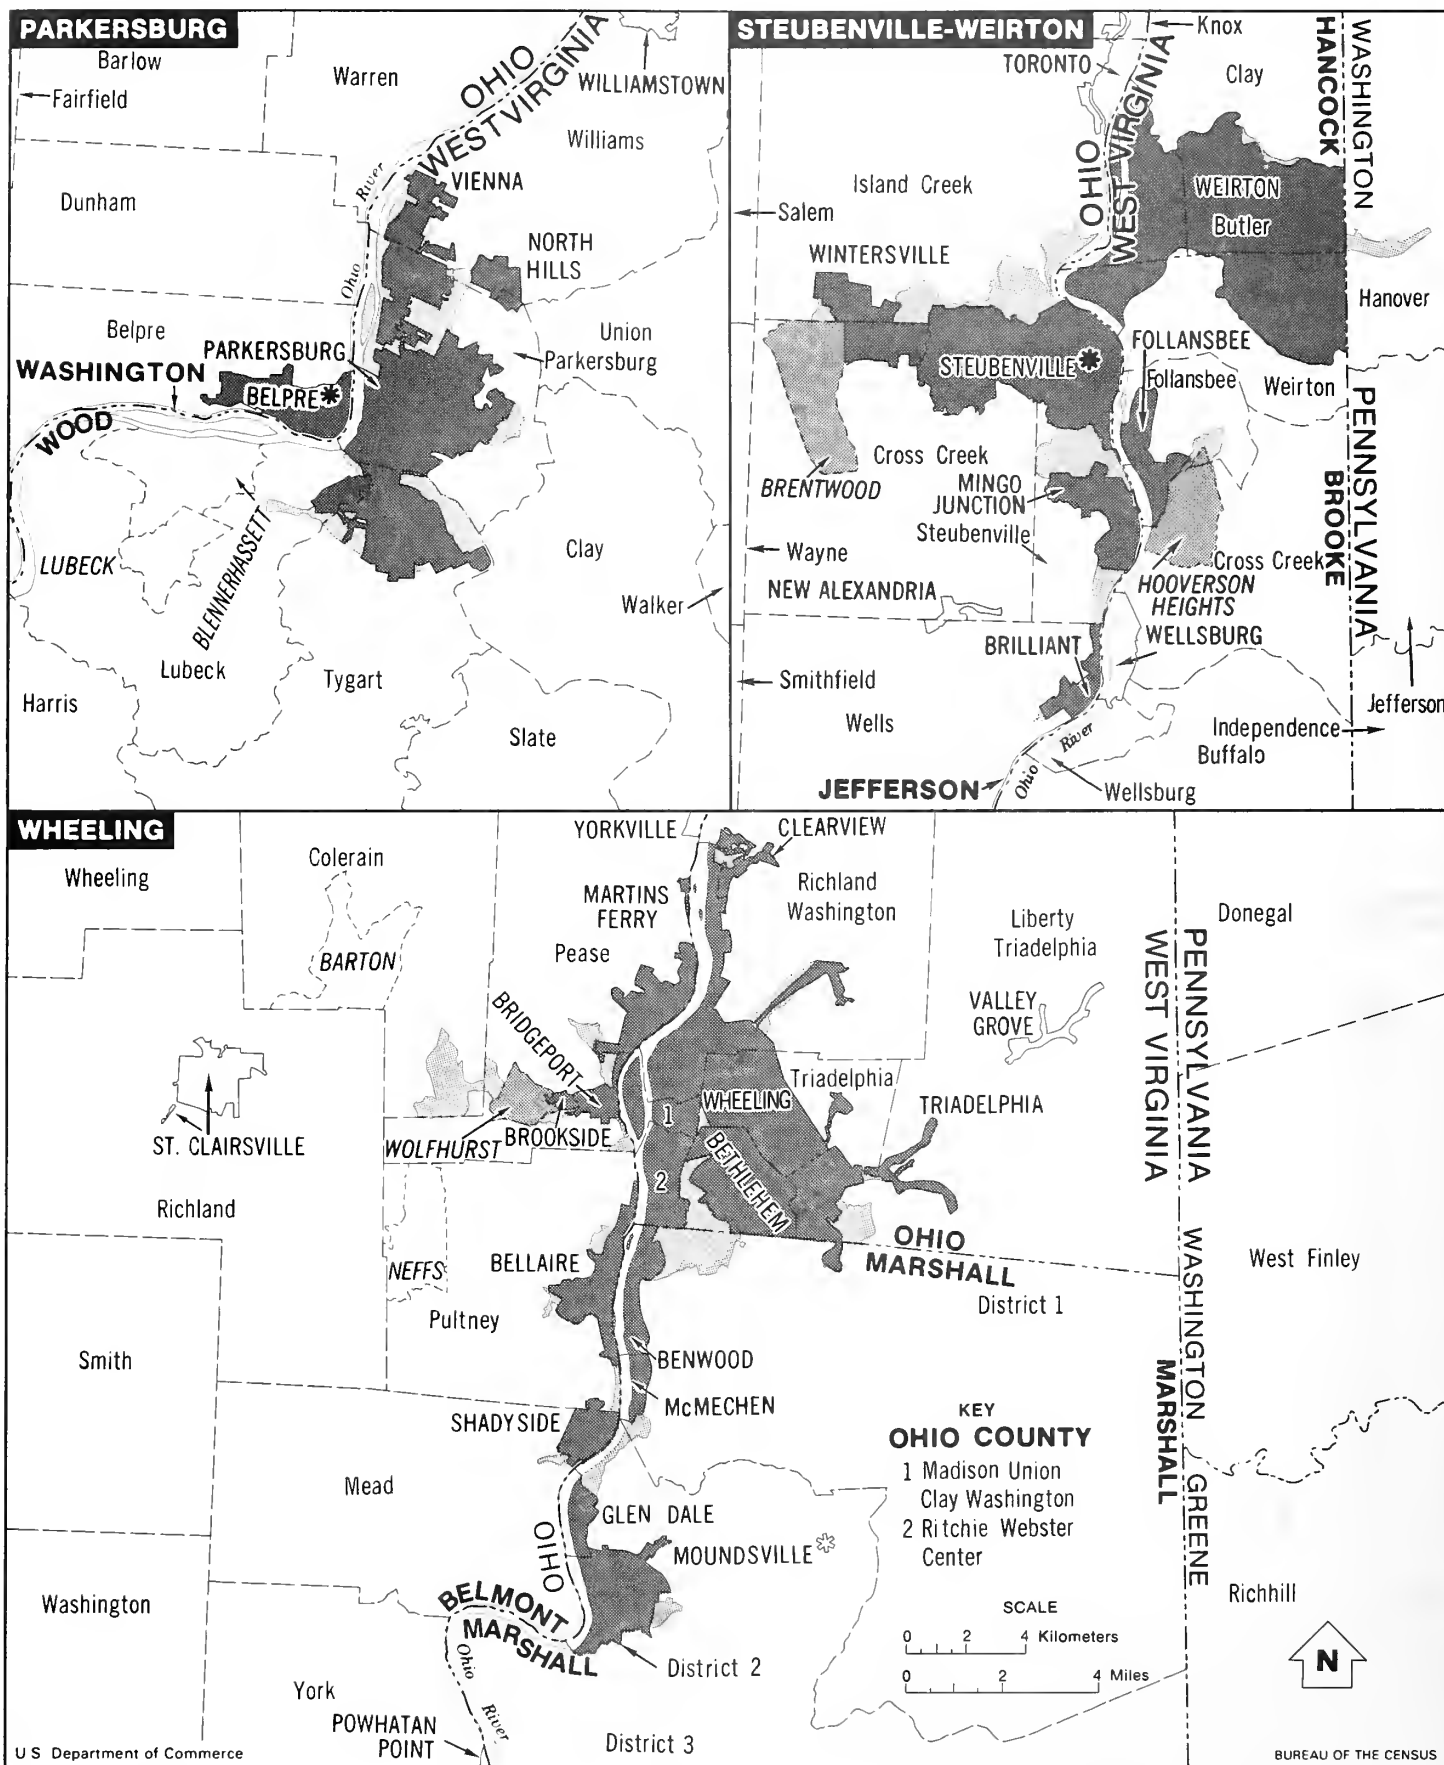 PARKERSBURG
Barlow
Warren
Fairfield
OHIO
WEST VIRGINIA
WILLIAMSTOWN
Williams
River
VIENNA
Dunham
NORTH
HILLS
Ohio
Belpre
Union
PARKERSBURG
Parkersburg
WASHINGTON
BELPRE*
WOOD
Clay
LUBECK
BLENNERHASSETT
Walker
Lubeck
Tygart
Harris
Slate
STEUBENVILLE-WEIRTON
Knox
TORONTO
Clay
HANCOCK
WASHINGTON
OHIO
WEST VIRGINIA
Island Creek
WEIRTON
Butler
Salem
WINTERSVILLE
Hanover
FOLLANSBEE
STEUBENVILLE*
Follansbee
Weirton
PENNSYLVANIA
BROOKE
Cross Creek
BRENTWOOD
MINGO
JUNCTION
Steubenville
Wayne
Cross Creek
HOOVERSON
HEIGHTS
NEW ALEXANDRIA
WELLSBURG
BRILLIANT
Smithfield
Jefferson
Wells
Independence
Buffalo
River
Ohio
JEFFERSON
Wellsburg
WHEELING
YORKVILLE
CLEARVIEW
Colerain
Wheeling
MARTINS
FERRY
Richland
Washington
Liberty
Triadelphia
Donegal
Pease
BARTON
PENNSYLVANIA
WEST VIRGINIA
VALLEY
GROVE
BRIDGEPORT
Triadelphia
WHEELING
1
TRIADELPHIA
ST. CLAIRSVILLE
WOLFHURST
BROOKSIDE
BETHLEHEM
2
Richland
OHIO
MARSHALL
WASHINGTON
West Finley
BELLAIRE
NEFFS
District 1
Pultney
Smith
BENWOOD
MARSHALL
McMECHEN
SHADYSIDE
KEY
OHIO COUNTY
1 Madison Union
Clay Washington
2 Ritchie Webster
Center
Mead
GLEN DALE
GREENE
OHIO
MOUNDSVILLE*
Washington
BELMONT
MARSHALL
Richhill
SCALE
0 2 4 Kilometers
0 2 4 Miles
N
District 2
Ohio
River
York
POWHATAN
POINT
District 3
U S Department of Commerce
BUREAU OF THE CENSUS